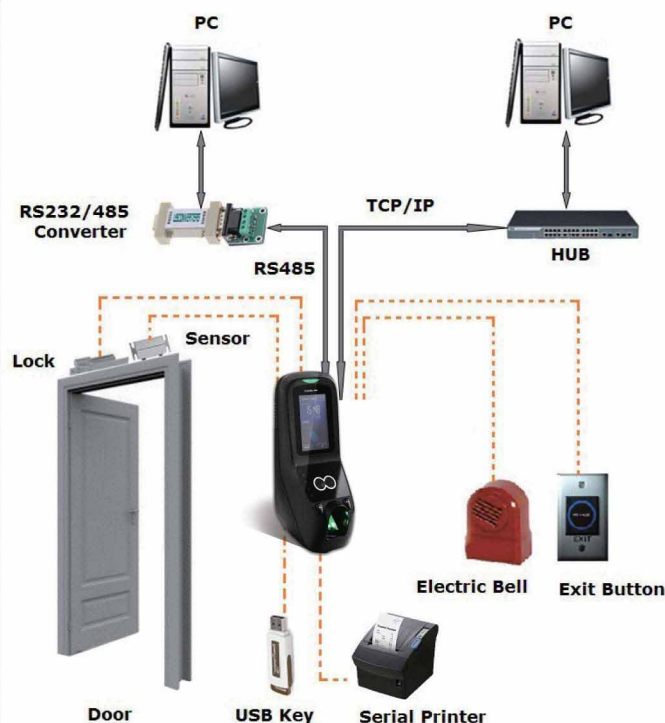 PC
PC
RS232/485
Converter
TCP/IP
HUB
RS485
Sensor
Lock
EXIT
Electric Bell
Exit Button
Door
USB Key
Serial Printer